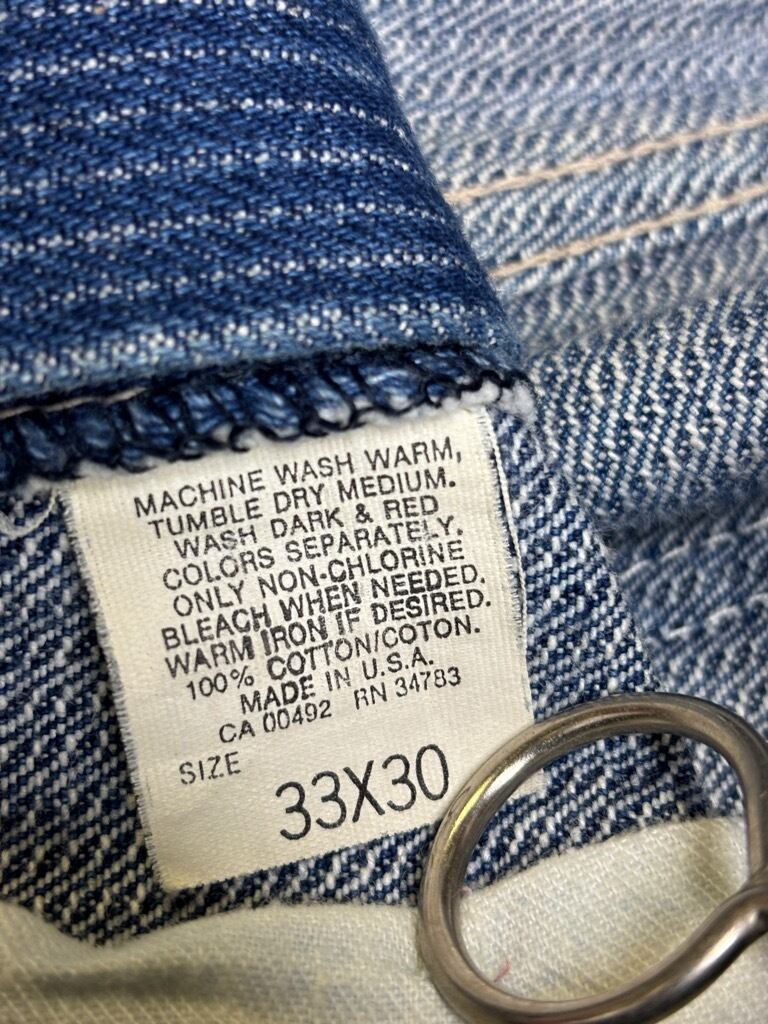 MACHINE WASH WARM,
TUMBLE DRY MEDIUM.
WASH DARK & RED
COLORS SEPARATELY.
ONLY NON-CHLORINE
BLEACH WHEN NEEDED.
WARM IRON IF DESIRED.
100% COTTON/COTON.
MADE IN U.S.A.
CA 00492 RN 34783
SIZE
33X30